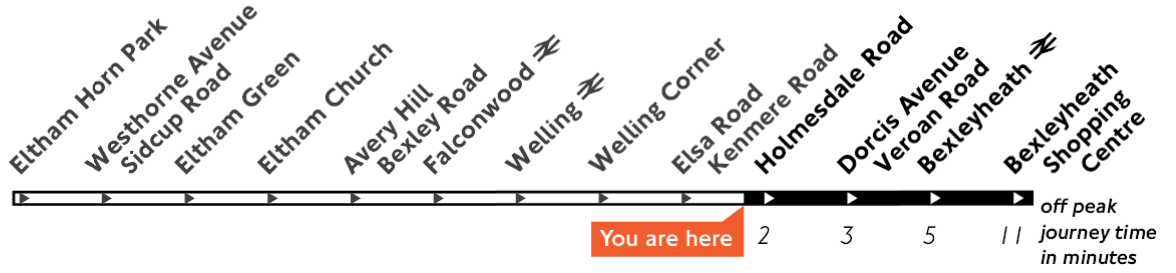 Eltham Horn Park
Westhorne Avenue
Sidcup Road
Eltham Green
Eltham Church
Avery Hill
Bexley Road
Falconwood
Welling
Welling Corner
Elsa Road
Kenmere Road
Holmesdale Road
Dorcis Avenue
Veroan Road
Bexleyheath
Bexleyheath
Shopping
Centre
You are here
2 3 5 11
off peak
journey time
in minutes